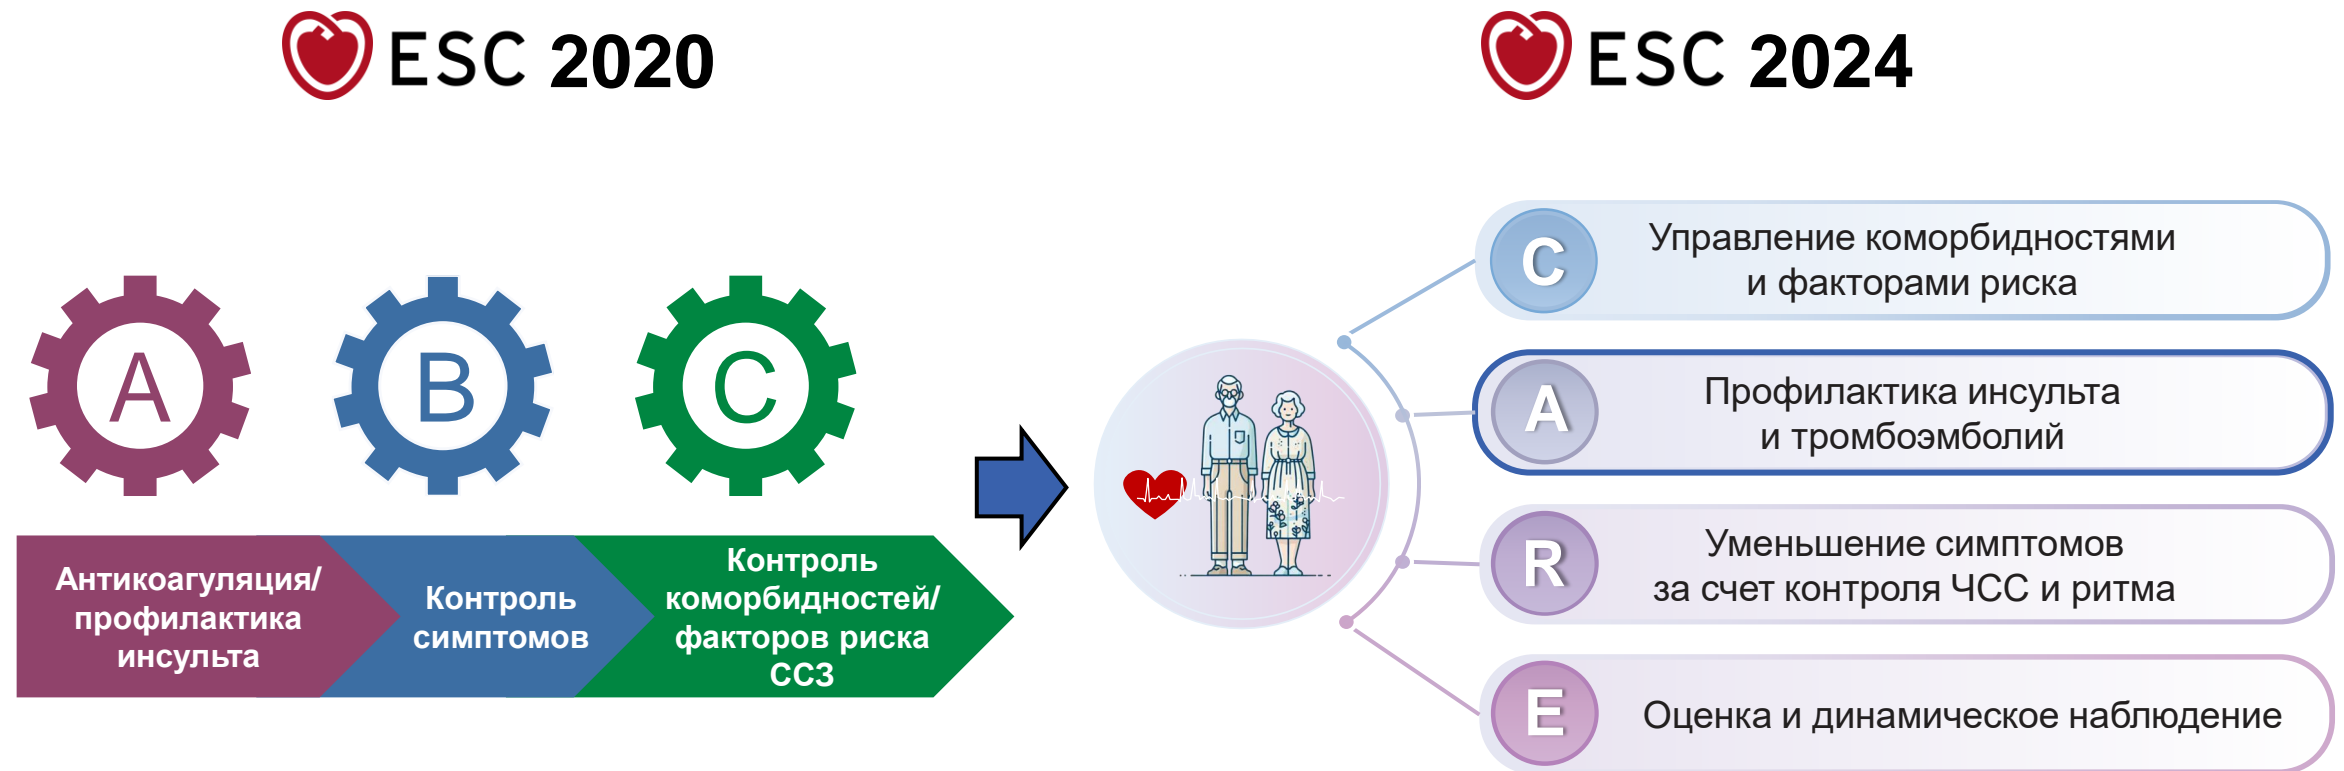 ESC 2020
A
B
C
Антикоагуляция/
профилактика
инсульта
Контроль
симптомов
Контроль
коморбидностей/
факторов риска
ССЗ
ESC 2024
C
Управление коморбидностями
и факторами риска
A
Профилактика инсульта
и тромбоэмболий
R
Уменьшение симптомов
за счет контроля ЧСС и ритма
E
Оценка и динамическое наблюдение